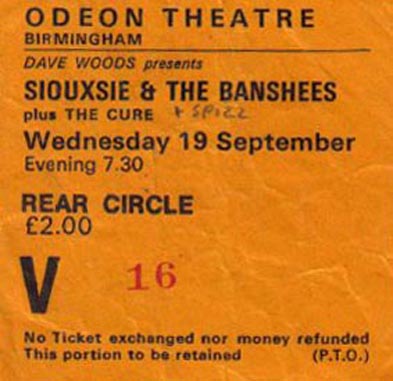 ODEON THEATRE
BIRMINGHAM
DAVE WOODS presents
SIOUXSIE & THE BANSHEES
plus THE CURE + SPIZZ
Wednesday 19 September
Evening 7.30
REAR CIRCLE
£2.00
V 16
No Ticket exchanged nor money refunded
This portion to be retained (P.T.O.)